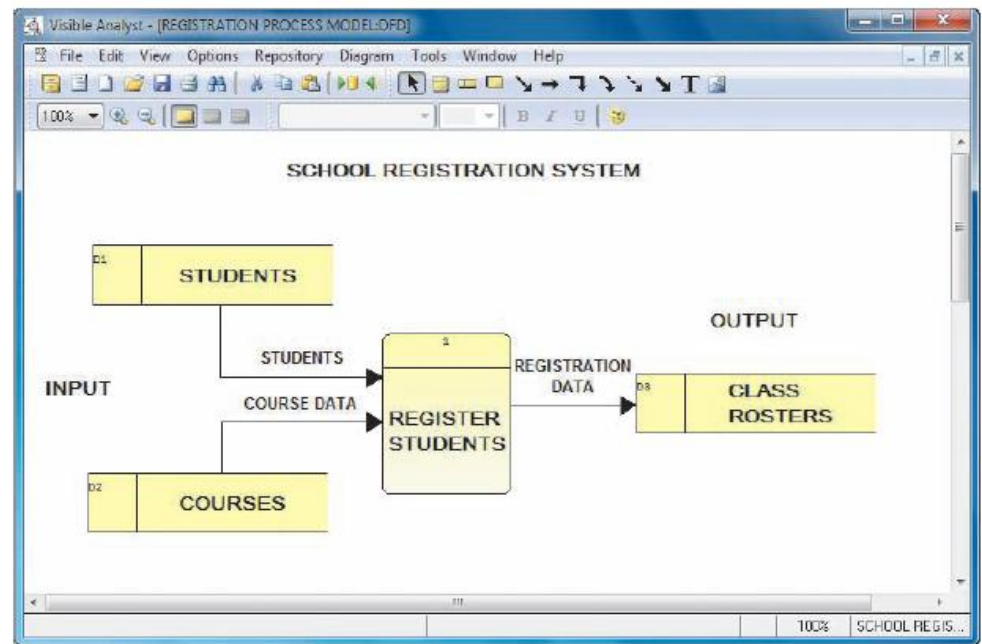 Visible Analyst - [REGISTRATION PROCESS MODEL:DFD]
File Edit View Options Repository Diagram Tools Window Help
T
100% B I U
SCHOOL REGISTRATION SYSTEM
D1
STUDENTS
OUTPUT
STUDENTS
REGISTRATION
DATA
INPUT
COURSE DATA
REGISTER
STUDENTS
D3
CLASS
ROSTERS
D2
COURSES
100% SCHOOL REGIS...